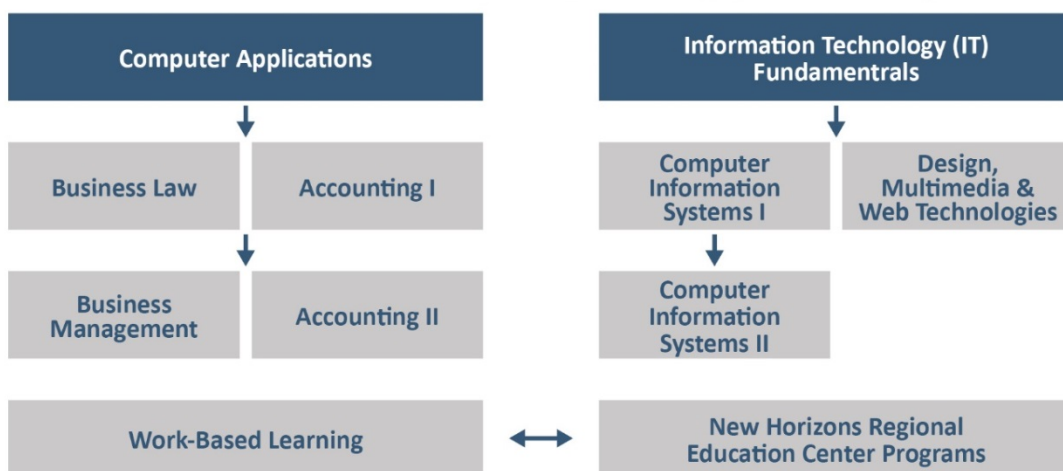 Computer Applications
Information Technology (IT)
Fundamentrals
Business Law
Accounting I
Computer
Information
Systems I
Design,
Multimedia &
Web Technologies
Business
Management
Accounting II
Computer
Information
Systems II
Work-Based Learning
New Horizons Regional
Education Center Programs